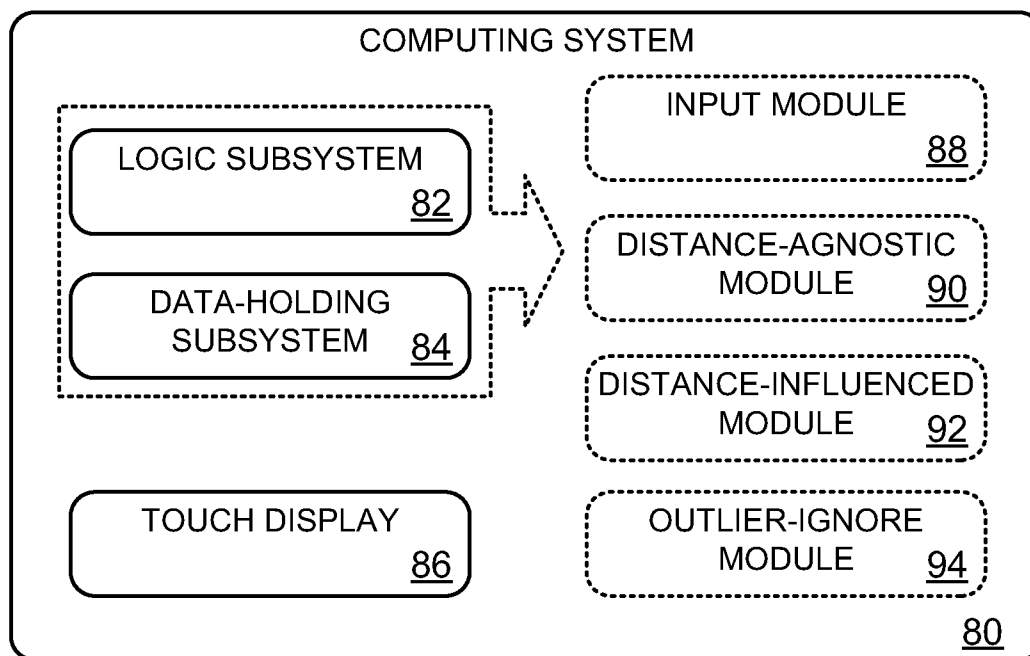 COMPUTING SYSTEM
LOGIC SUBSYSTEM
82
DATA-HOLDING
SUBSYSTEM
84
TOUCH DISPLAY
86
INPUT MODULE
88
DISTANCE-AGNOSTIC
MODULE
90
DISTANCE-INFLUENCED
MODULE
92
OUTLIER-IGNORE
MODULE
94
80